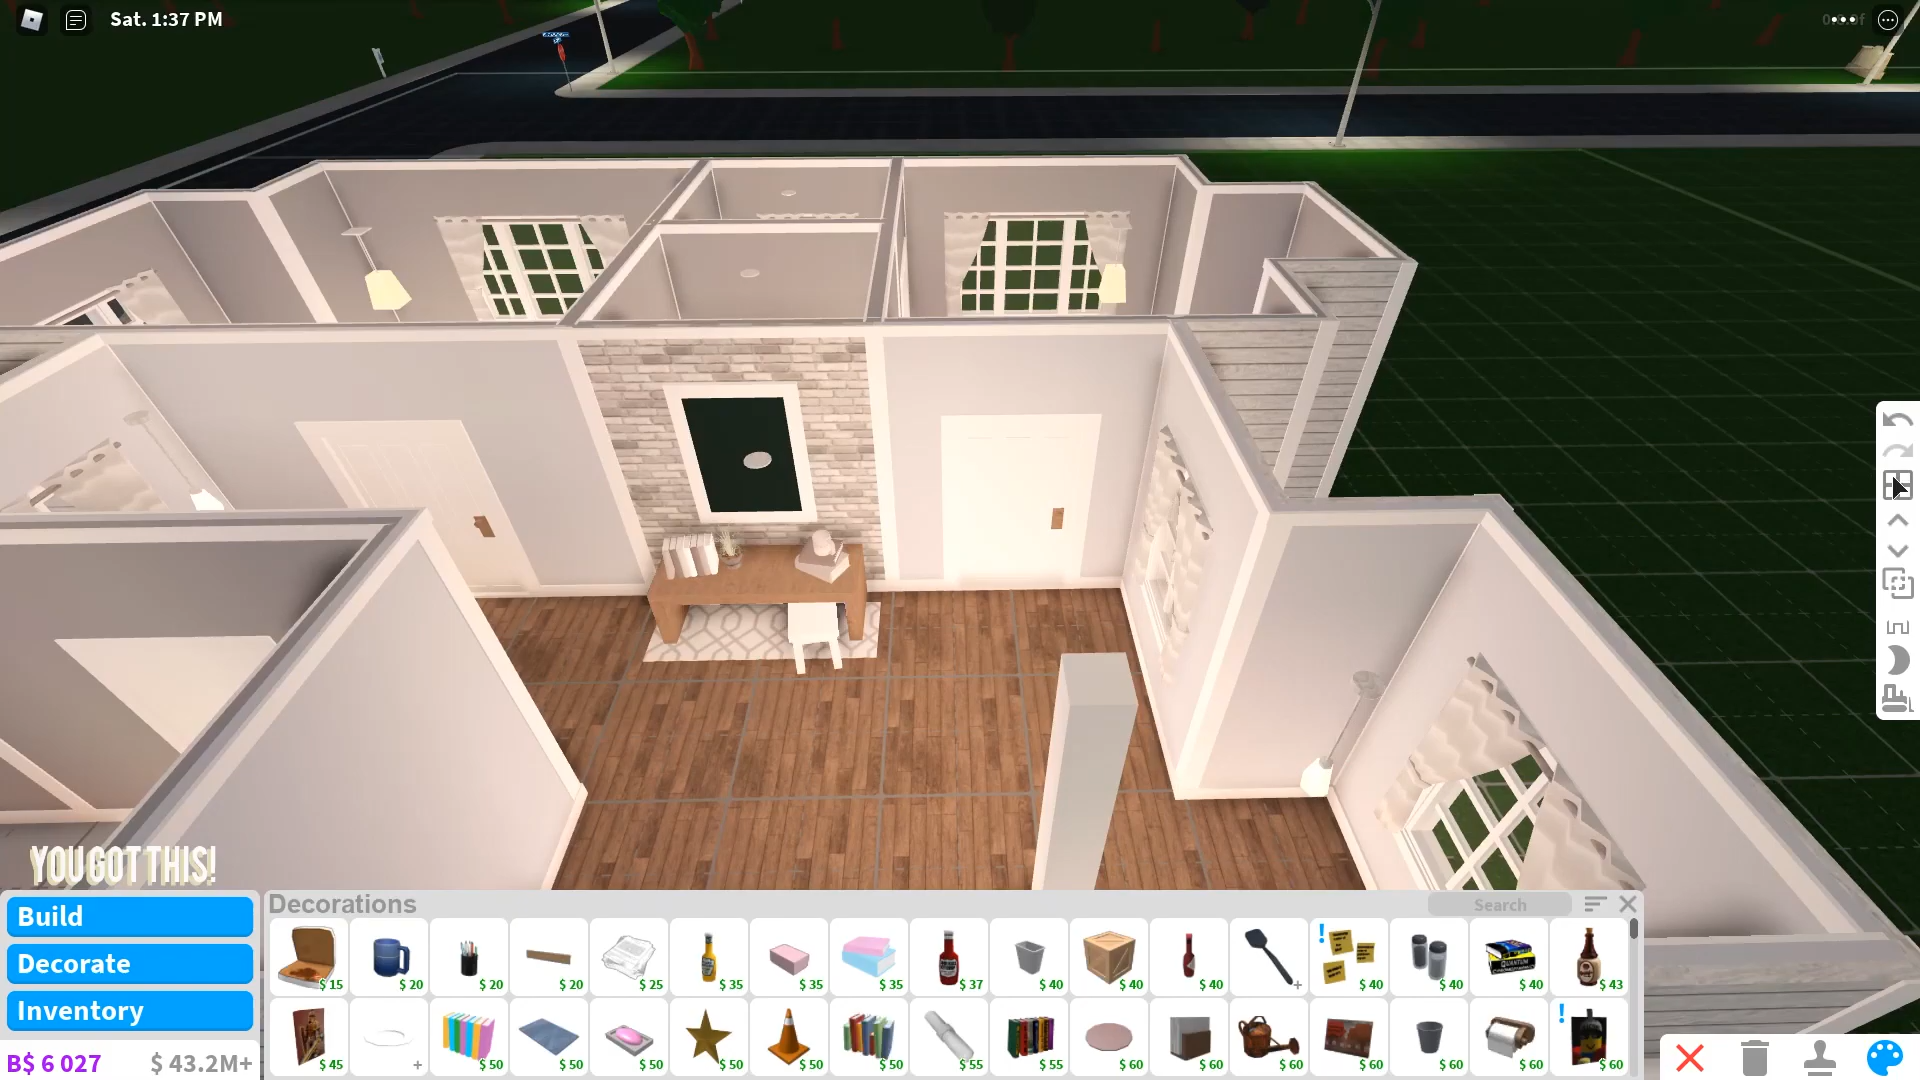 Sat. 1:37 PM
YOU GOT THIS!
Build
Decorate
Inventory
B$ 6 027
$ 43.2M+
Decorations
Search
$ 15
$ 20
$ 20
$ 20
$ 25
$ 35
$ 35
$ 35
$ 37
$ 40
$ 40
$ 40
+
! $ 40
$ 40
QUANTUM
$ 40
$ 43
$ 45
+
$ 50
$ 50
$ 50
$ 50
$ 50
$ 50
$ 55
$ 55
$ 60
$ 60
$ 60
$ 60
$ 60
$ 60
! $ 60